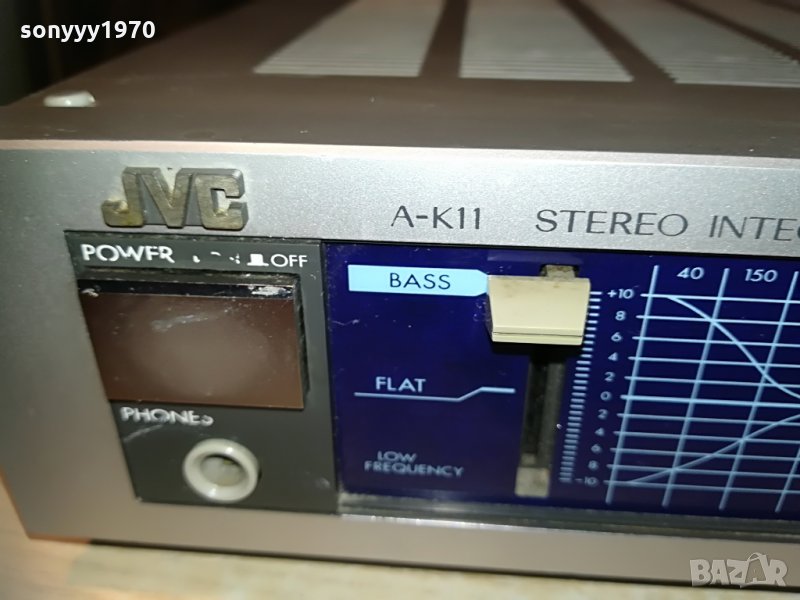 sonyyy1970
JVC
A-K11 STEREO
POWER OFF
PHONES
BASS
FLAT
LOW
FREQUENCY
40 150
+10
8
6
4
2
0
2
4
6
8
-10
BAZAR